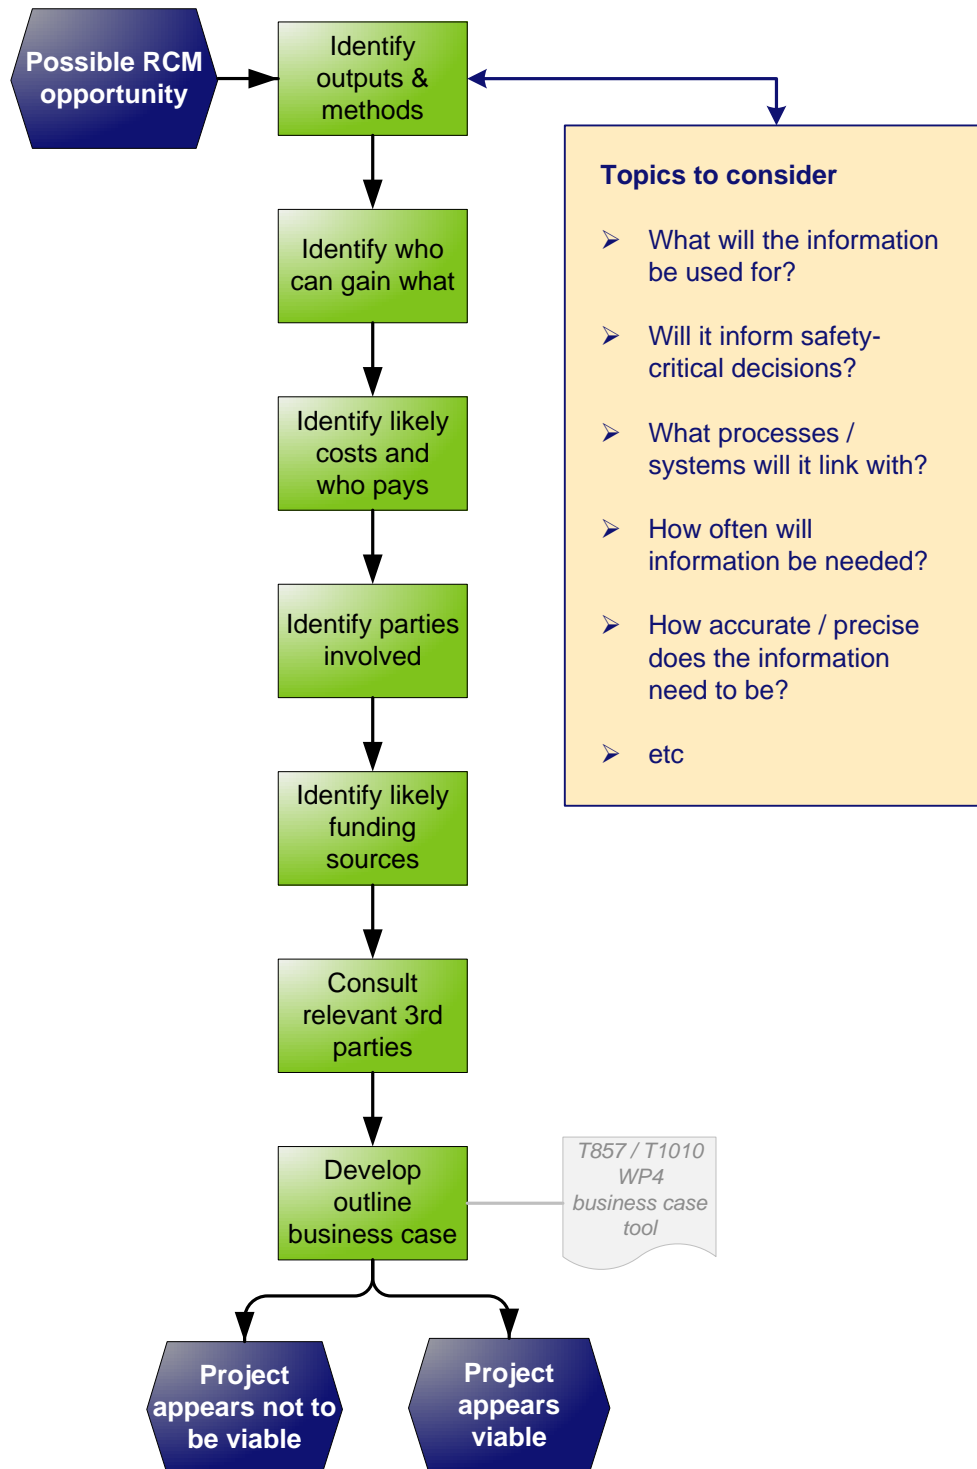 Possible RCM
opportunity
Identify
outputs &
methods
Topics to consider
➢ What will the information
be used for?
➢ Will it inform safety-
critical decisions?
➢ What processes /
systems will it link with?
➢ How often will
information be needed?
➢ How accurate / precise
does the information
need to be?
➢ etc
Identify who
can gain what
Identify likely
costs and
who pays
Identify parties
involved
Identify likely
funding
sources
Consult
relevant 3rd
parties
Develop
outline
business case
T857 / T1010
WP4
business case
tool
Project
appears not to
be viable
Project
appears
viable